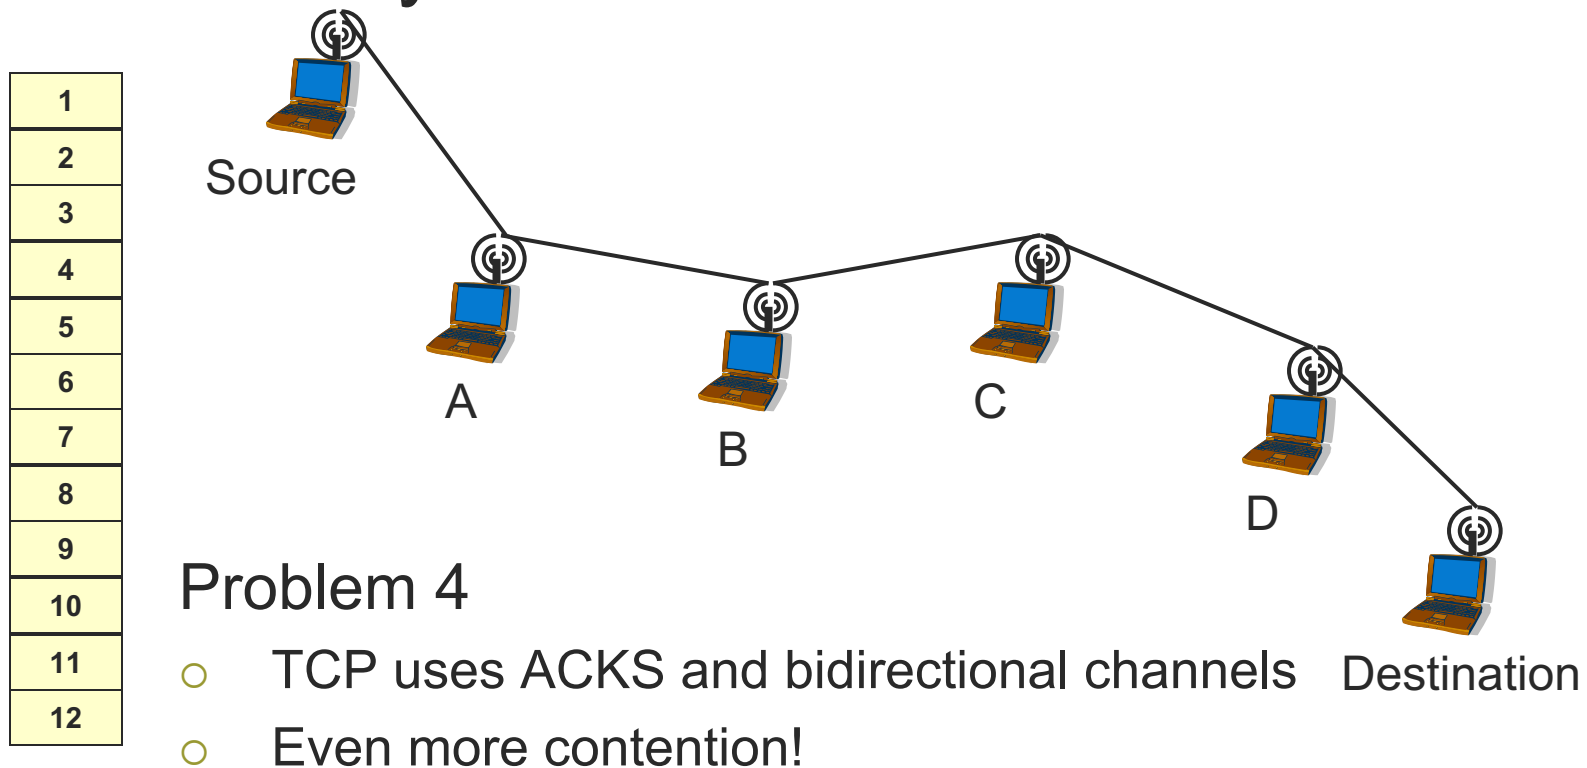 1
2
3
4
5
6
7
8
9
10
11
12
Source
A
B
C
D
Destination
Problem 4
TCP uses ACKS and bidirectional channels
Even more contention!